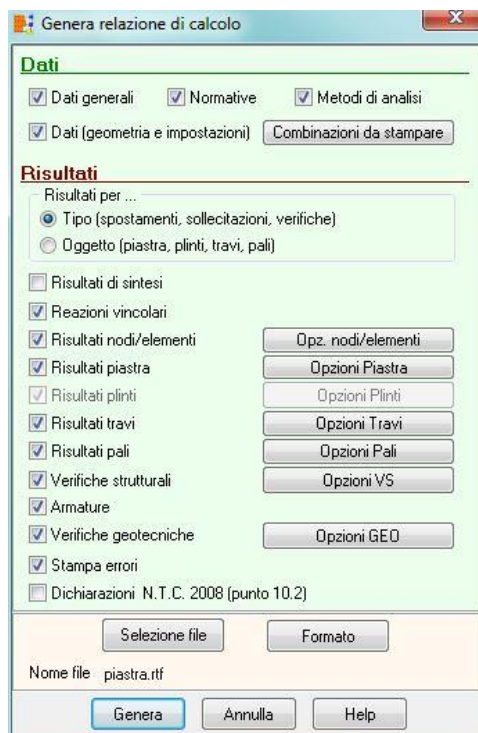 Genera relazione di calcolo
Dati
Dati generali Normative Metodi di analisi
Dati (geometria e impostazioni) Combinazioni da stampare
Risultati
Risultati per ...
Tipo (spostamenti, sollecitazioni, verifiche)
Oggetto (piastra, plinti, travi, pali)
Risultati di sintesi
Reazioni vincolari
Risultati nodi/elementi Opz. nodi/elementi
Risultati piastra Opzioni Piastra
Risultati plinti Opzioni Plinti
Risultati travi Opzioni Travi
Risultati pali Opzioni Pali
Verifiche strutturali Opzioni VS
Armature
Verifiche geotecniche Opzioni GEO
Stampa errori
Dichiarazioni N.T.C. 2008 (punto 10.2)
Selezione file Formato
Nome file piastra.rtf
Genera Annulla Help